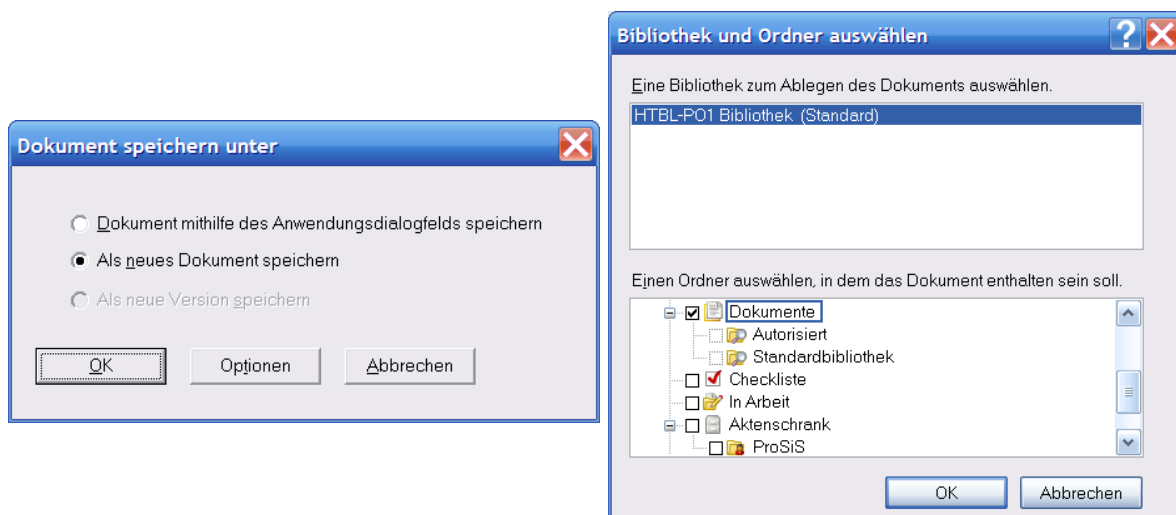 Dokument speichern unter
Dokument mithilfe des Anwendungsdialogfelds speichern
Als neues Dokument speichern
Als neue Version speichern
OK
Optionen
Abbrechen
Bibliothek und Ordner auswählen
Eine Bibliothek zum Ablegen des Dokuments auswählen.
HTBL-PO1 Bibliothek (Standard)
Einen Ordner auswählen, in dem das Dokument enthalten sein soll.
Dokumente
Autorisiert
Standardbibliothek
Checkliste
In Arbeit
Aktenschrank
ProSiS
OK
Abbrechen